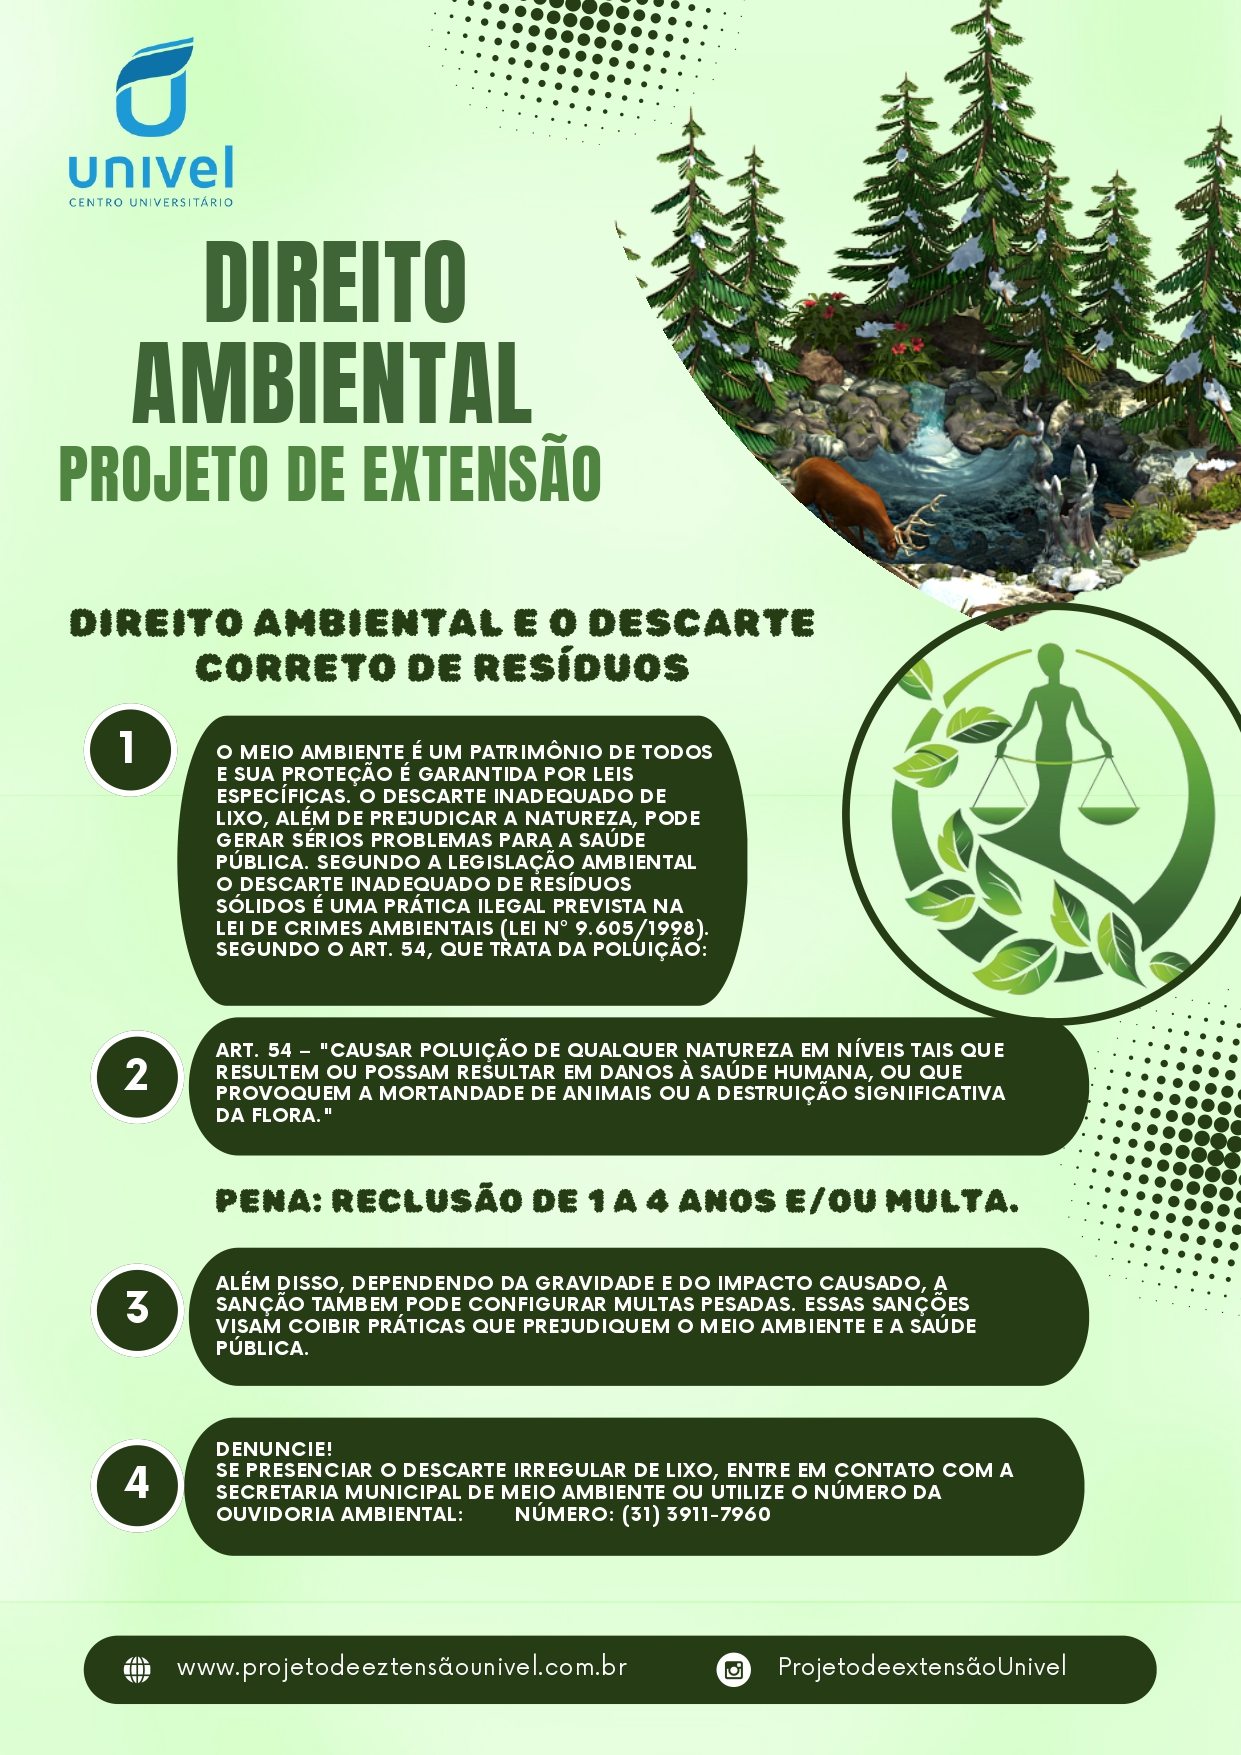 univel
CENTRO UNIVERSITÁRIO
DIREITO
AMBIENTAL
PROJETO DE EXTENSÃO
DIREITO AMBIENTAL E O DESCARTE
CORRETO DE RESÍDUOS
1
O MEIO AMBIENTE É UM PATRIMÔNIO DE TODOS
E SUA PROTEÇÃO É GARANTIDA POR LEIS
ESPECÍFICAS. O DESCARTE INADEQUADO DE
LIXO, ALÉM DE PREJUDICAR A NATUREZA, PODE
GERAR SÉRIOS PROBLEMAS PARA A SAÚDE
PÚBLICA. SEGUNDO A LEGISLAÇÃO AMBIENTAL
O DESCARTE INADEQUADO DE RESÍDUOS
SÓLIDOS É UMA PRÁTICA ILEGAL PREVISTA NA
LEI DE CRIMES AMBIENTAIS (LEI Nº 9.605/1998).
SEGUNDO O ART. 54, QUE TRATA DA POLUIÇÃO:
2
ART. 54 – "CAUSAR POLUIÇÃO DE QUALQUER NATUREZA EM NÍVEIS TAIS QUE
RESULTEM OU POSSAM RESULTAR EM DANOS À SAÚDE HUMANA, OU QUE
PROVOQUEM A MORTANDADE DE ANIMAIS OU A DESTRUIÇÃO SIGNIFICATIVA
DA FLORA."
PENA: RECLUSÃO DE 1 A 4 ANOS E/OU MULTA.
3
ALÉM DISSO, DEPENDENDO DA GRAVIDADE E DO IMPACTO CAUSADO, A
SANÇÃO TAMBEM PODE CONFIGURAR MULTAS PESADAS. ESSAS SANÇÕES
VISAM COIBIR PRÁTICAS QUE PREJUDIQUEM O MEIO AMBIENTE E A SAÚDE
PÚBLICA.
4
DENUNCIE!
SE PRESENCIAR O DESCARTE IRREGULAR DE LIXO, ENTRE EM CONTATO COM A
SECRETARIA MUNICIPAL DE MEIO AMBIENTE OU UTILIZE O NÚMERO DA
OUVIDORIA AMBIENTAL: NÚMERO: (31) 3911-7960
www.projetodeeztensãounivel.com.br
ProjetodeextensãoUnivel